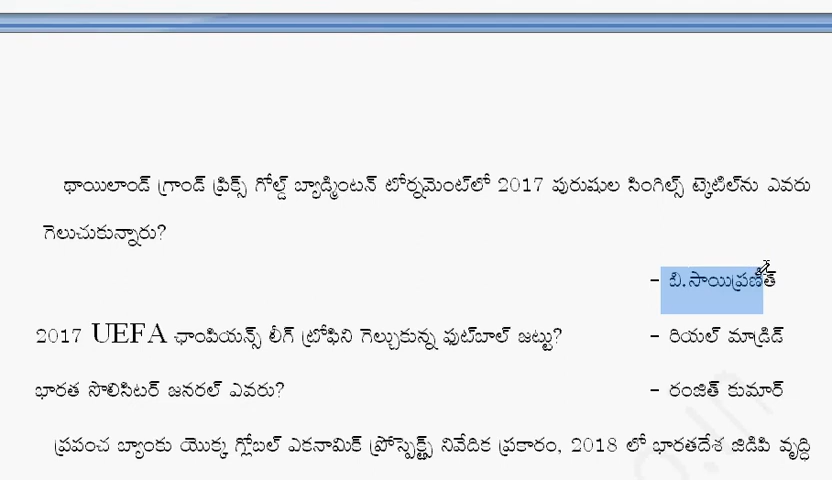 థాయిలాండ్ గ్రాండ్ ప్రిక్స్ గోల్డ్ బ్యాడ్మింటన్ టోర్నమెంట్‌లో 2017 పురుషుల సింగిల్స్ ట్కెటిల్‌ను ఎవరు
గెలుచుకున్నారు?
– బి.సాయిప్రణీత్
2017 UEFA ఛాంపియన్స్ లీగ్ ట్రోఫిని గెల్చుకున్న ఫుట్‌బాల్ జట్టు? – రియల్ మాడ్రిడ్
భారత సొలిసిటర్ జనరల్ ఎవరు? – రంజిత్ కుమార్
ప్రపంచ బ్యాంకు యొక్క గ్లోబల్ ఎకనామిక్ ప్రోస్పెక్ట్స్ నివేదిక ప్రకారం, 2018 లో భారతదేశ జిడిపి వృద్ధి